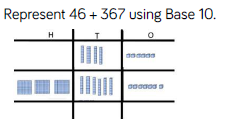 Represent 46 + 367 using Base 10.
H T O